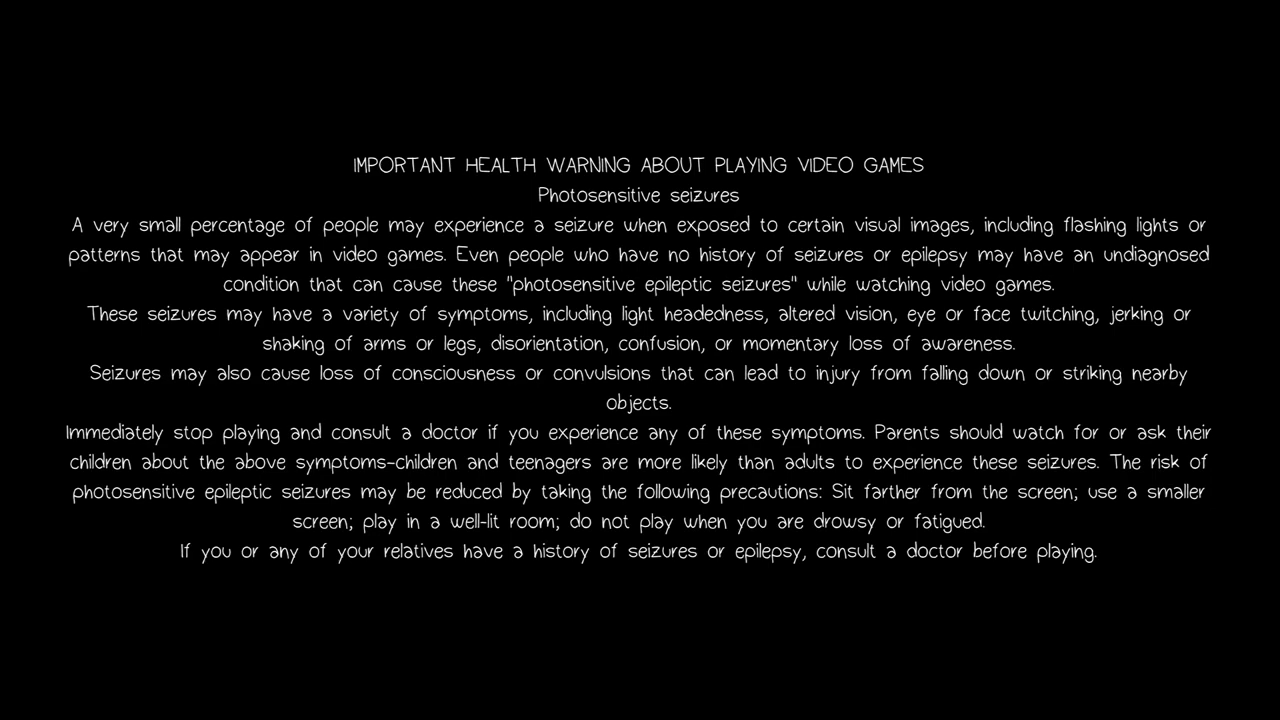 IMPORTANT HEALTH WARNING ABOUT PLAYING VIDEO GAMES
Photosensitive seizures
A very small percentage of people may experience a seizure when exposed to certain visual images, including flashing lights or
patterns that may appear in video games. Even people who have no history of seizures or epilepsy may have an undiagnosed
condition that can cause these "photosensitive epileptic seizures" while watching video games.
These seizures may have a variety of symptoms, including light headedness, altered vision, eye or face twitching, jerking or
shaking of arms or legs, disorientation, confusion, or momentary loss of awareness.
Seizures may also cause loss of consciousness or convulsions that can lead to injury from falling down or striking nearby
objects.
Immediately stop playing and consult a doctor if you experience any of these symptoms. Parents should watch for or ask their
children about the above symptoms-children and teenagers are more likely than adults to experience these seizures. The risk of
photosensitive epileptic seizures may be reduced by taking the following precautions: Sit farther from the screen; use a smaller
screen; play in a well-lit room; do not play when you are drowsy or fatigued.
If you or any of your relatives have a history of seizures or epilepsy, consult a doctor before playing.